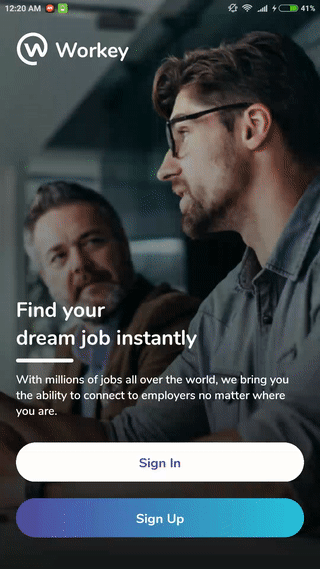 12:20 AM
41%
Workey
Find your
dream job instantly
With millions of jobs all over the world, we bring you
the ability to connect to employers no matter where
you are.
Sign In
Sign Up